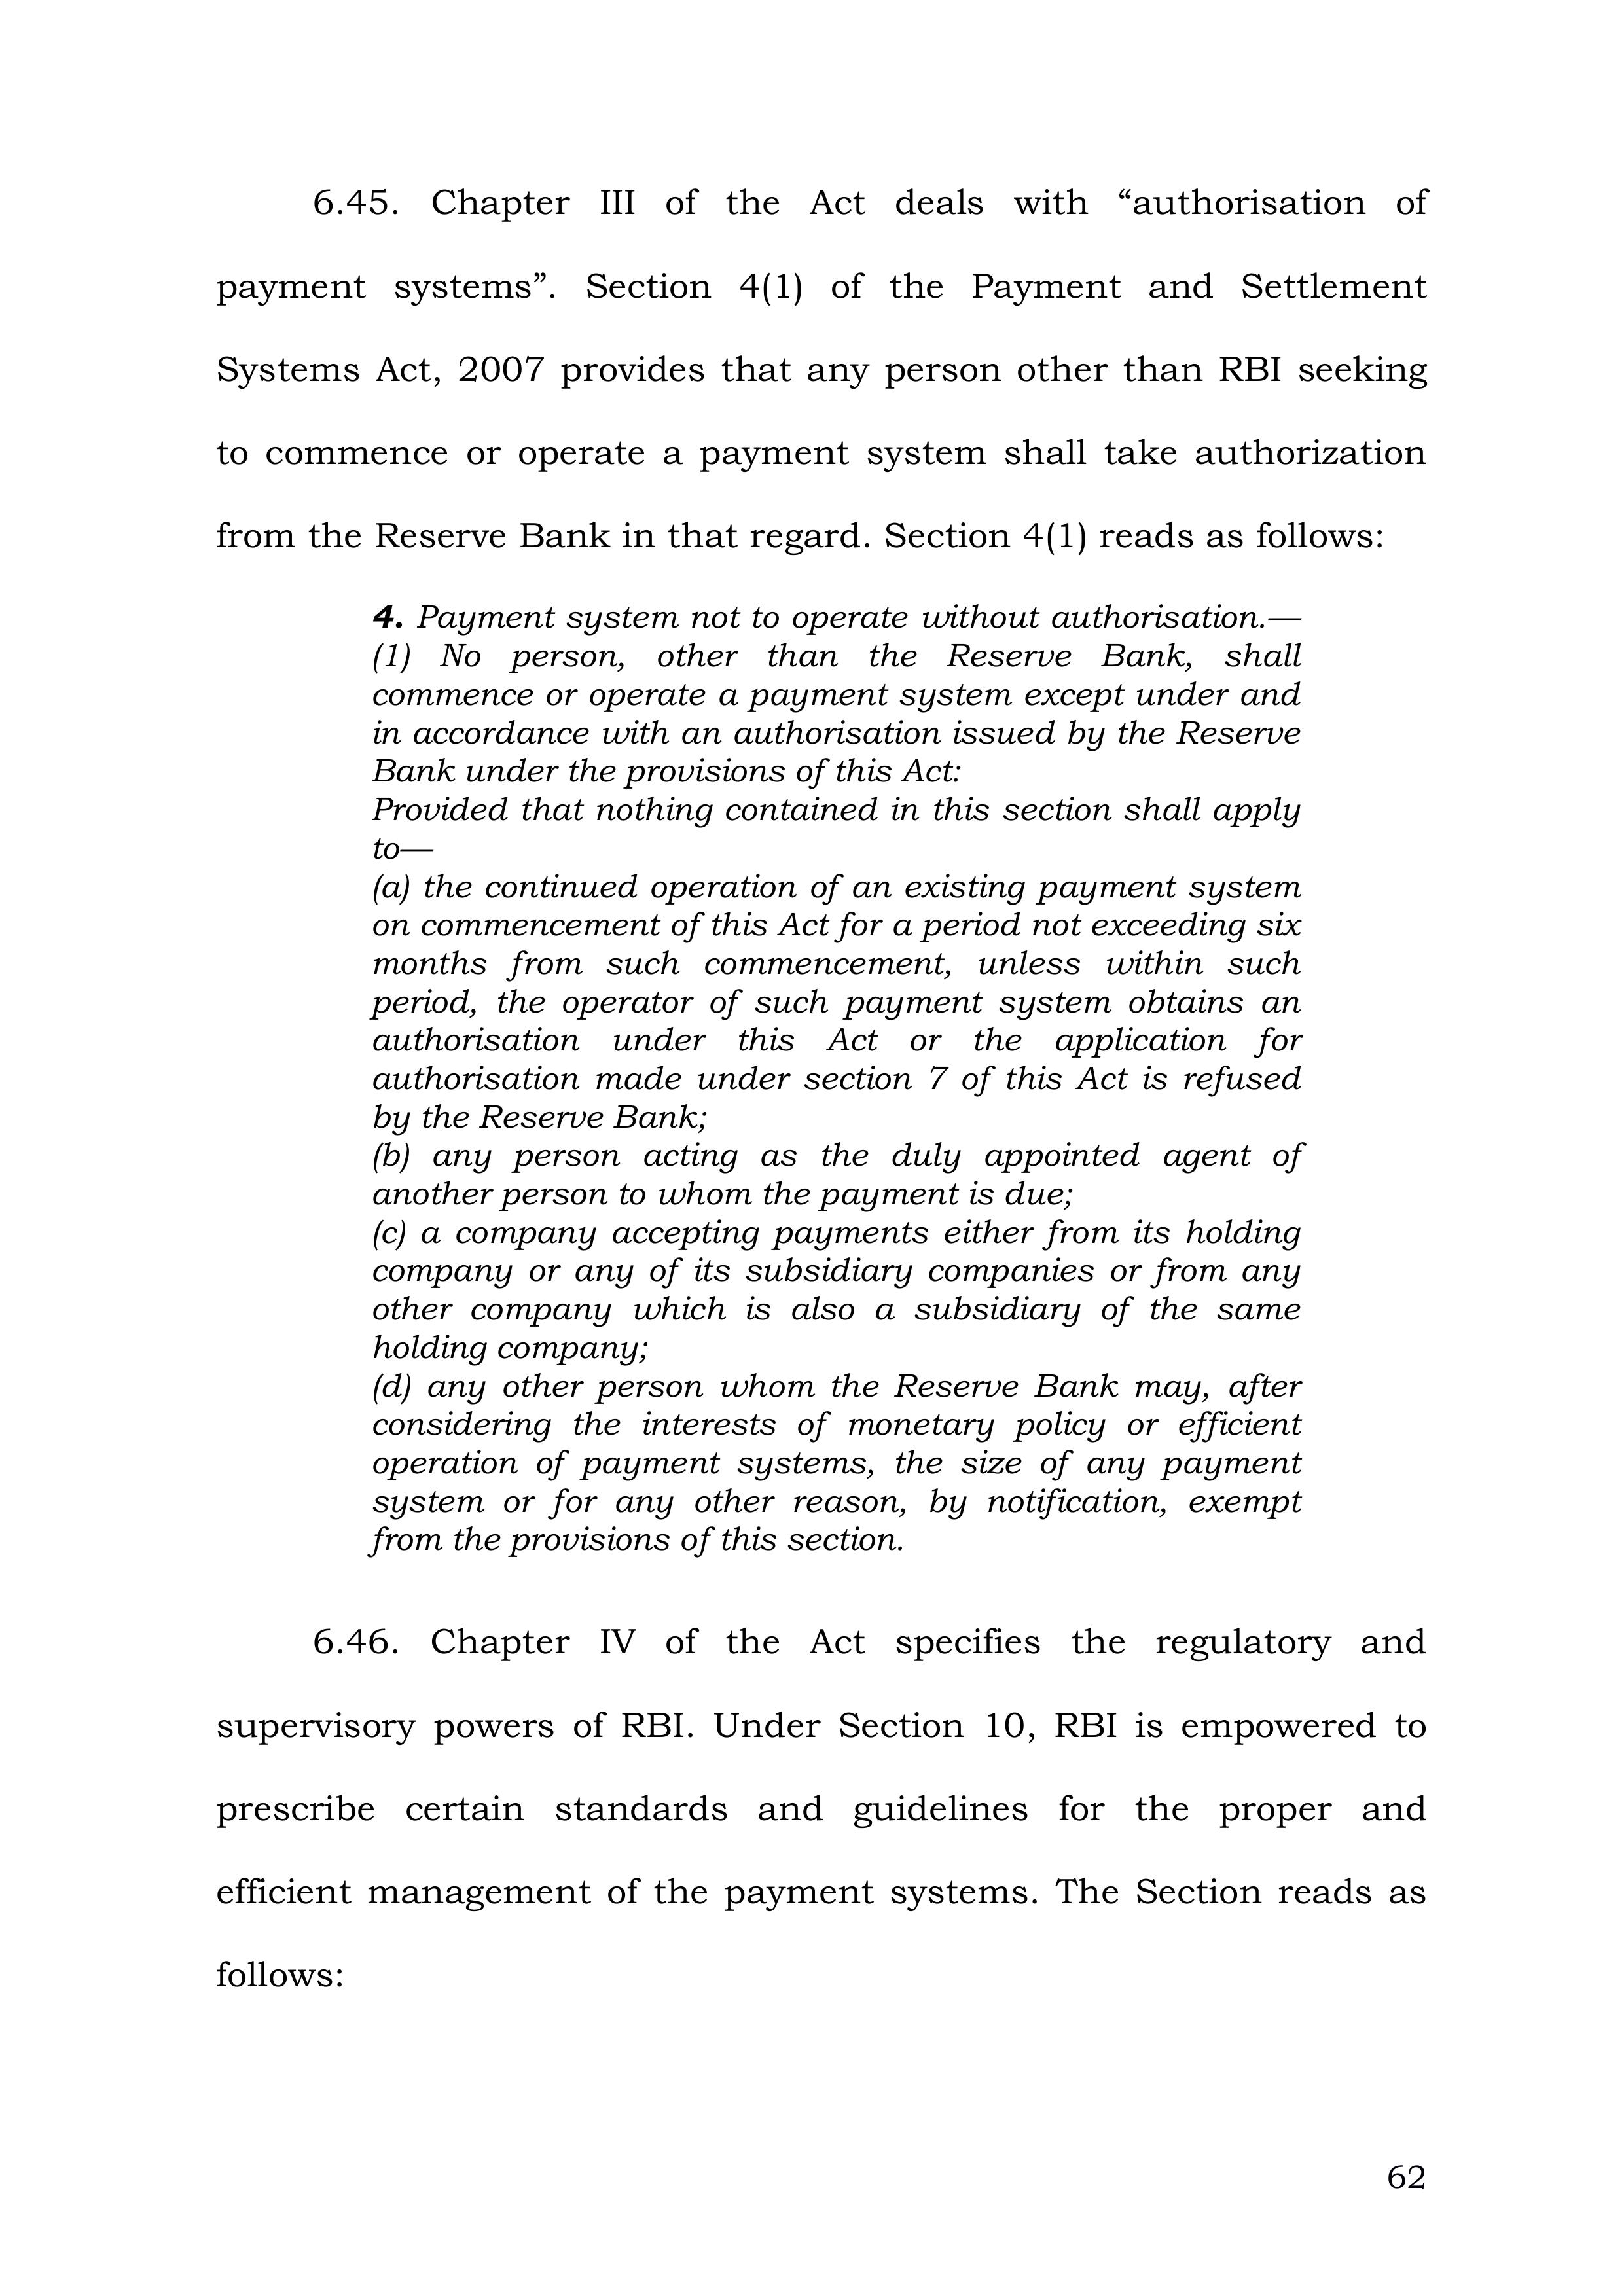 6.45. Chapter III of the Act deals with “authorisation of
payment systems”. Section 4(1) of the Payment and Settlement
Systems Act, 2007 provides that any person other than RBI seeking
to commence or operate a payment system shall take authorization
from the Reserve Bank in that regard. Section 4(1) reads as follows:
4. Payment system not to operate without authorisation.—
(1) No person, other than the Reserve Bank, shall
commence or operate a payment system except under and
in accordance with an authorisation issued by the Reserve
Bank under the provisions of this Act:
Provided that nothing contained in this section shall apply
to—
(a) the continued operation of an existing payment system
on commencement of this Act for a period not exceeding six
months from such commencement, unless within such
period, the operator of such payment system obtains an
authorisation under this Act or the application for
authorisation made under section 7 of this Act is refused
by the Reserve Bank;
(b) any person acting as the duly appointed agent of
another person to whom the payment is due;
(c) a company accepting payments either from its holding
company or any of its subsidiary companies or from any
other company which is also a subsidiary of the same
holding company;
(d) any other person whom the Reserve Bank may, after
considering the interests of monetary policy or efficient
operation of payment systems, the size of any payment
system or for any other reason, by notification, exempt
from the provisions of this section.
6.46. Chapter IV of the Act specifies the regulatory and
supervisory powers of RBI. Under Section 10, RBI is empowered to
prescribe certain standards and guidelines for the proper and
efficient management of the payment systems. The Section reads as
follows:
62